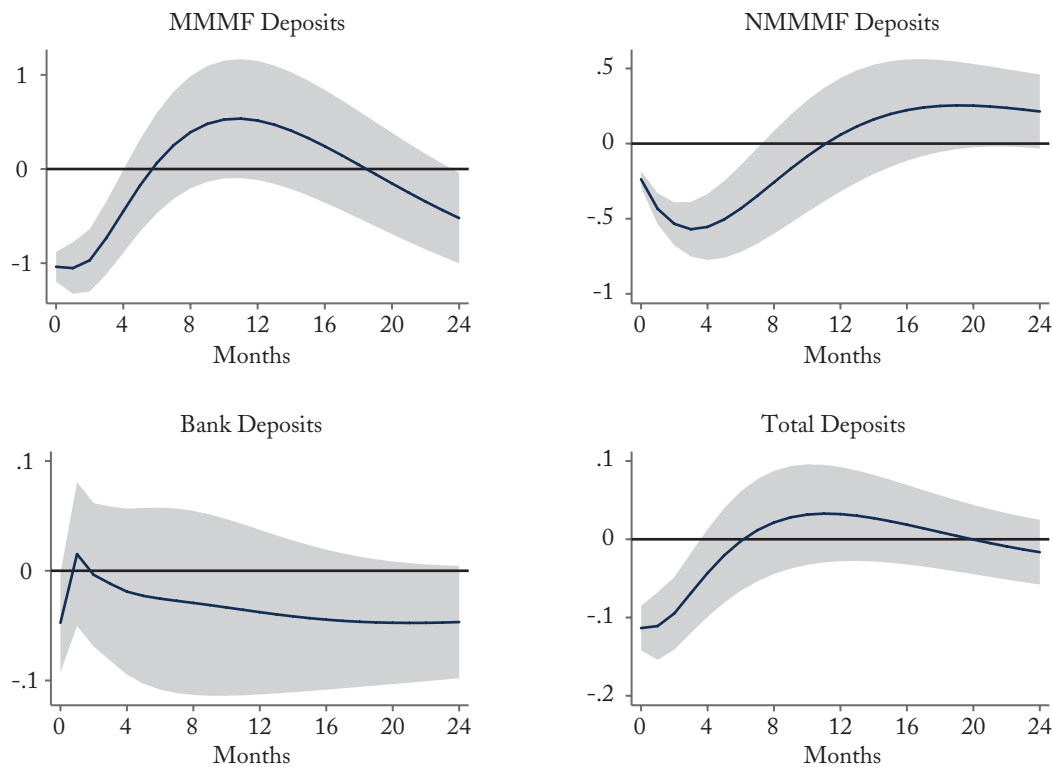 MMMF Deposits
1
0
-1
0 4 8 12 16 20 24
Months
NMMMF Deposits
.5
0
-.5
-1
0 4 8 12 16 20 24
Months
Bank Deposits
.1
0
-.1
0 4 8 12 16 20 24
Months
Total Deposits
.1
0
-.1
-.2
0 4 8 12 16 20 24
Months